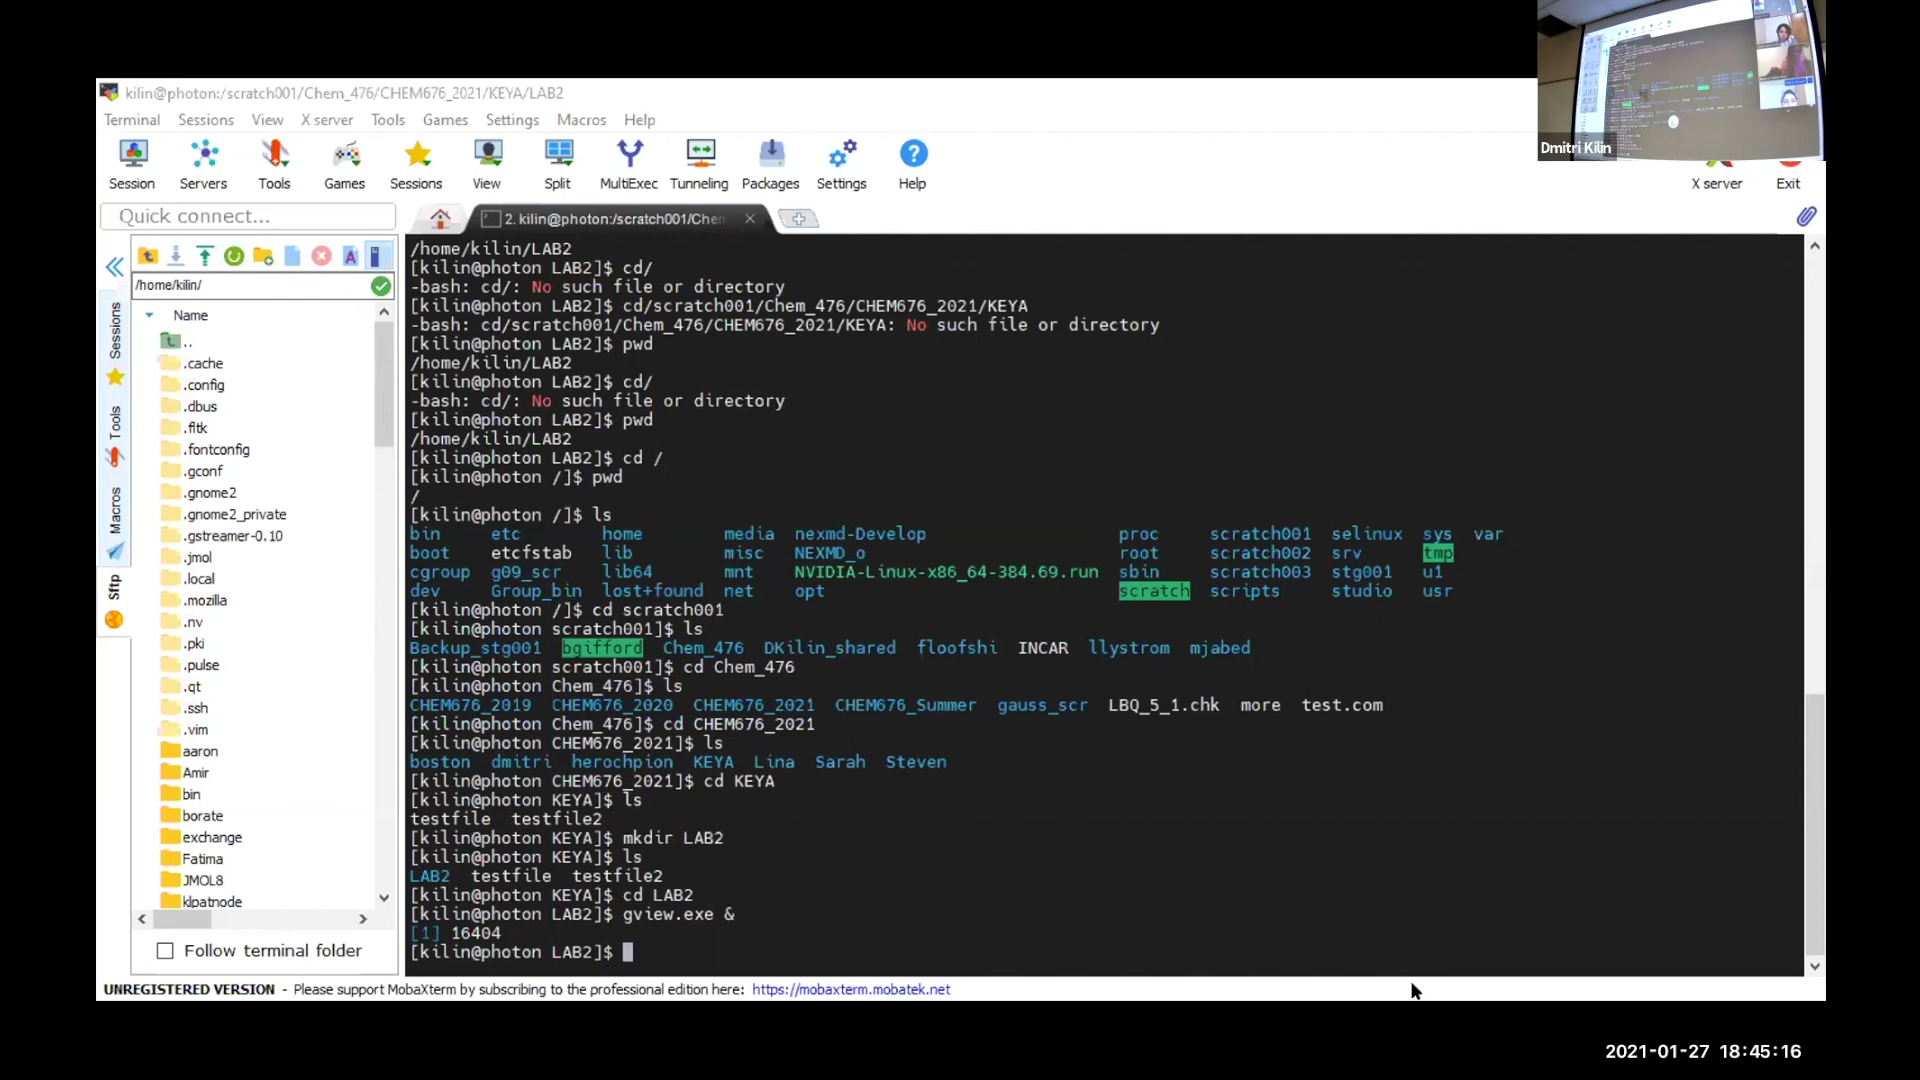 kilin@photon:/scratch001/Chem_476/CHEM676_2021/KEYA/LAB2
Terminal Sessions View X server Tools Games Settings Macros Help
Session Servers Tools Games Sessions View Split MultiExec Tunneling Packages Settings Help X server Exit
Dmitri Kilin
Quick connect...
2. kilin@photon:/scratch001/Chem
/home/kilin/
Name
..
.cache
.config
.dbus
.fltk
.fontconfig
.gconf
.gnome2
.gnome2_private
.gstreamer-0.10
.jmol
.local
.mozilla
.nv
.pki
.pulse
.qt
.ssh
.vim
aaron
Amir
bin
borate
exchange
Fatima
JMOL8
klpatnode
Sessions
Tools
Macros
Sftp
Follow terminal folder
/home/kilin/LAB2
[kilin@photon LAB2]$ cd/
-bash: cd/: No such file or directory
[kilin@photon LAB2]$ cd/scratch001/Chem_476/CHEM676_2021/KEYA
-bash: cd/scratch001/Chem_476/CHEM676_2021/KEYA: No such file or directory
[kilin@photon LAB2]$ pwd
/home/kilin/LAB2
[kilin@photon LAB2]$ cd/
-bash: cd/: No such file or directory
[kilin@photon LAB2]$ pwd
/home/kilin/LAB2
[kilin@photon LAB2]$ cd /
[kilin@photon /]$ pwd
/
[kilin@photon /]$ ls
bin etc home media nexmd-Develop proc scratch001 selinux sys var
boot etcfstab lib misc NEXMD_o root scratch002 srv tmp
cgroup g09_scr lib64 mnt NVIDIA-Linux-x86_64-384.69.run sbin scratch003 stg001 u1
dev Group_bin lost+found net opt scratch scripts studio usr
[kilin@photon /]$ cd scratch001
[kilin@photon scratch001]$ ls
Backup_stg001 bgifford Chem_476 DKilin_shared floofshi INCAR llystrom mjabed
[kilin@photon scratch001]$ cd Chem_476
[kilin@photon Chem_476]$ ls
CHEM676_2019 CHEM676_2020 CHEM676_2021 CHEM676_Summer gauss_scr LBQ_5_1.chk more test.com
[kilin@photon Chem_476]$ cd CHEM676_2021
[kilin@photon CHEM676_2021]$ ls
boston dmitri herochpion KEYA Lina Sarah Steven
[kilin@photon CHEM676_2021]$ cd KEYA
[kilin@photon KEYA]$ ls
testfile testfile2
[kilin@photon KEYA]$ mkdir LAB2
[kilin@photon KEYA]$ ls
LAB2 testfile testfile2
[kilin@photon KEYA]$ cd LAB2
[kilin@photon LAB2]$ gview.exe &
[1] 16404
[kilin@photon LAB2]$
UNREGISTERED VERSION - Please support MobaXterm by subscribing to the professional edition here: https://mobaxterm.mobatek.net
2021-01-27 18:45:16